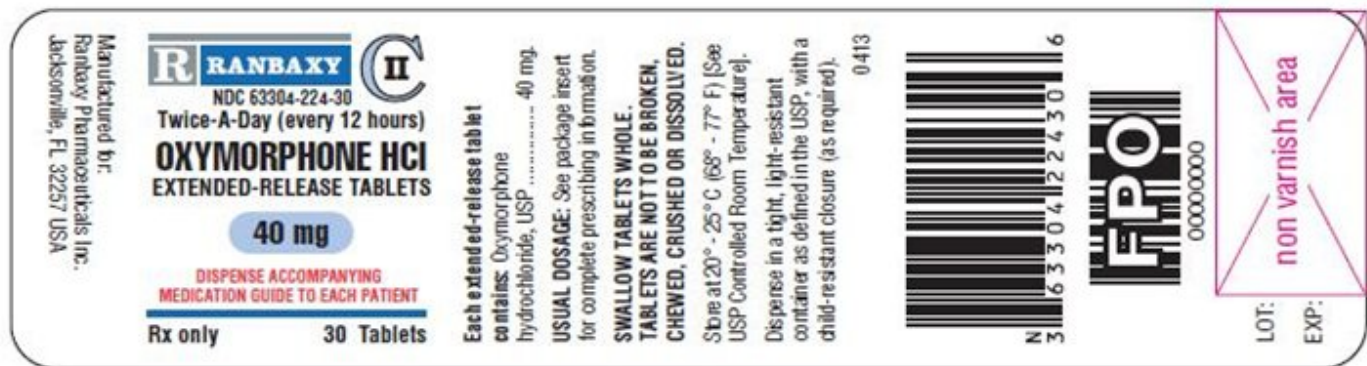 Manufactured for:
Ranbaxy Pharmaceuticals Inc.
Jacksonville, FL 32257 USA
R RANBAXY
CII
NDC 63304-224-30
Twice-A-Day (every 12 hours)
OXYMORPHONE HCl
EXTENDED-RELEASE TABLETS
40 mg
DISPENSE ACCOMPANYING
MEDICATION GUIDE TO EACH PATIENT
Rx only 30 Tablets
Each extended-release tablet
contains: Oxymorphone
hydrochloride, USP ................ 40 mg.
USUAL DOSAGE: See package insert
for complete prescribing information.
SWALLOW TABLETS WHOLE.
TABLETS ARE NOT TO BE BROKEN,
CHEWED, CRUSHED OR DISSOLVED.
Store at 20° - 25° C (68° - 77° F) [See
USP Controlled Room Temperature].
Dispense in a tight, light-resistant
container as defined in the USP, with a
child-resistant closure (as required).
0413
N
3 63304 22430 6
FPO
00000000
non varnish area
LOT:
EXP: